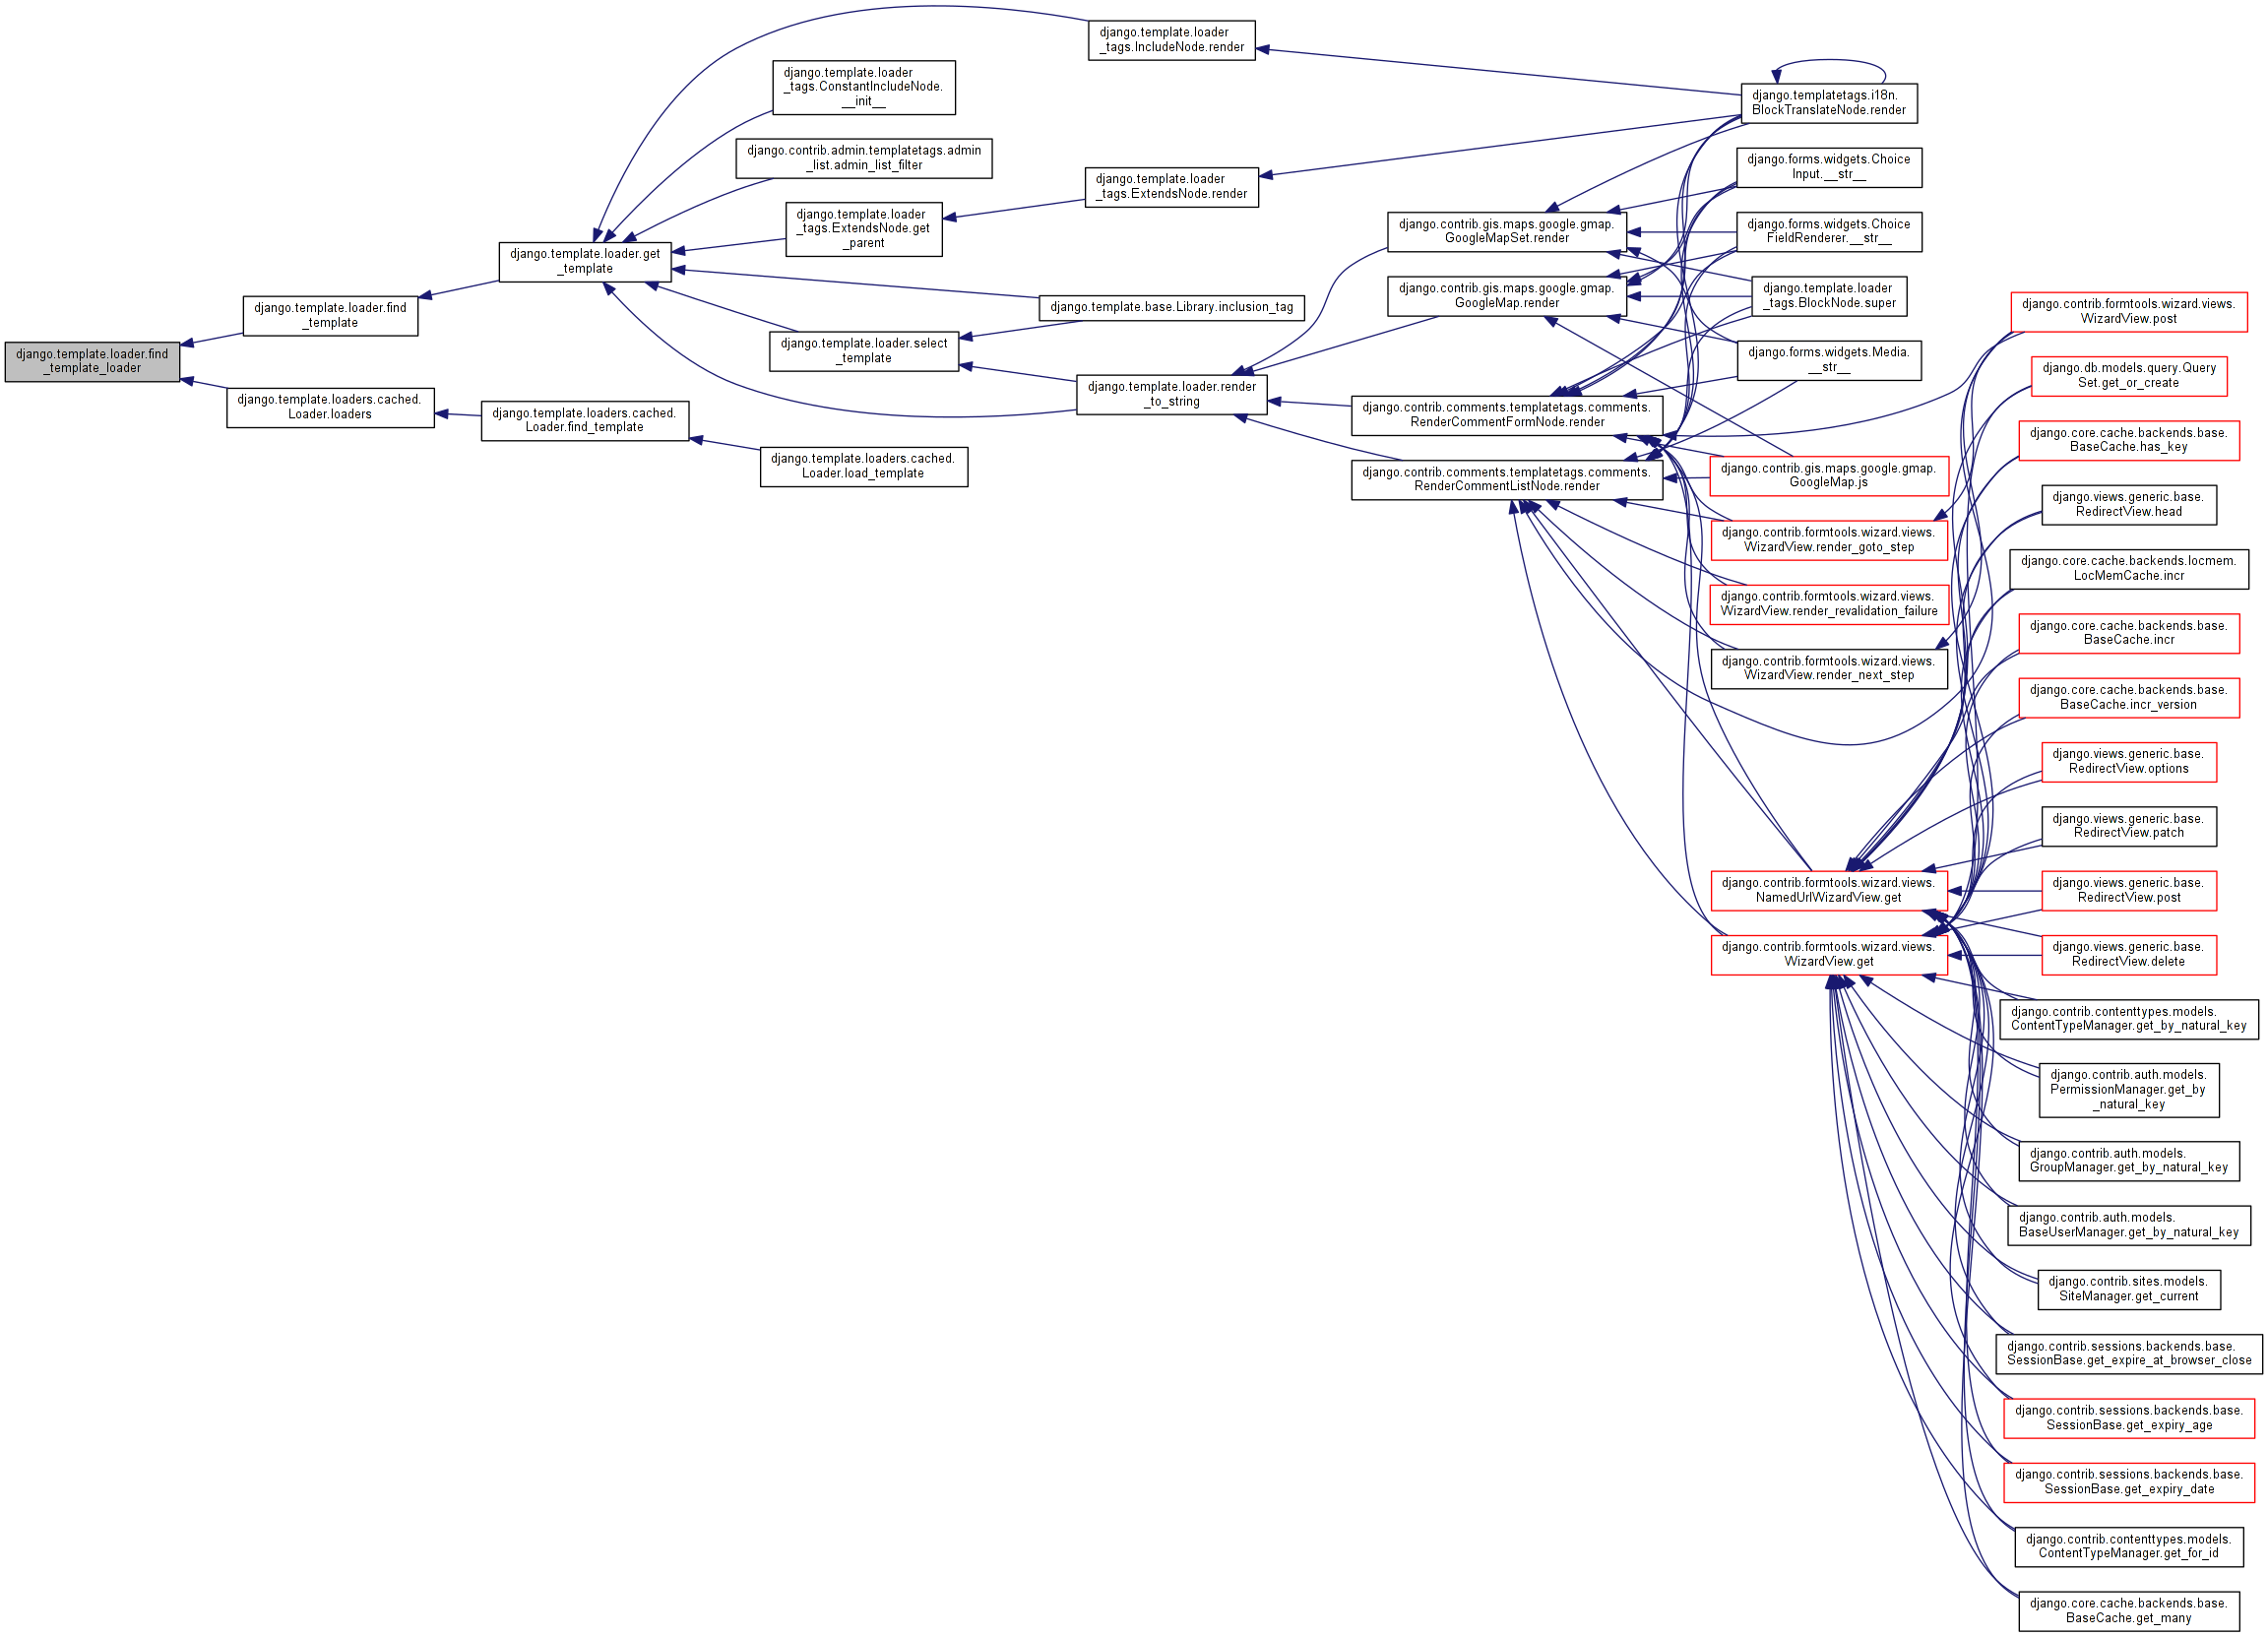 django.template.loader.find
_template_loader
django.template.loader.find
_template
django.template.loaders.cached.
Loader.loaders
django.template.loader.get
_template
django.template.loaders.cached.
Loader.find_template
django.template.loader
_tags.ConstantIncludeNode.
__init__
django.contrib.admin.templatetags.admin
_list.admin_list_filter
django.template.loader
_tags.ExtendsNode.get
_parent
django.template.loader.select
_template
django.template.loaders.cached.
Loader.load_template
django.template.loader
_tags.IncludeNode.render
django.template.loader
_tags.ExtendsNode.render
django.template.base.Library.inclusion_tag
django.template.loader.render
_to_string
django.contrib.gis.maps.google.gmap.
GoogleMapSet.render
django.contrib.gis.maps.google.gmap.
GoogleMap.render
django.contrib.comments.templatetags.comments.
RenderCommentFormNode.render
django.contrib.comments.templatetags.comments.
RenderCommentListNode.render
django.templatetags.i18n.
BlockTranslateNode.render
django.forms.widgets.Choice
Input.__str__
django.forms.widgets.Choice
FieldRenderer.__str__
django.template.loader
_tags.BlockNode.super
django.forms.widgets.Media.
__str__
django.contrib.gis.maps.google.gmap.
GoogleMap.js
django.contrib.formtools.wizard.views.
WizardView.render_goto_step
django.contrib.formtools.wizard.views.
WizardView.render_revalidation_failure
django.contrib.formtools.wizard.views.
WizardView.render_next_step
django.contrib.formtools.wizard.views.
NamedUrlWizardView.get
django.contrib.formtools.wizard.views.
WizardView.get
django.contrib.formtools.wizard.views.
WizardView.post
django.db.models.query.Query
Set.get_or_create
django.core.cache.backends.base.
BaseCache.has_key
django.views.generic.base.
RedirectView.head
django.core.cache.backends.locmem.
LocMemCache.incr
django.core.cache.backends.base.
BaseCache.incr
django.core.cache.backends.base.
BaseCache.incr_version
django.views.generic.base.
RedirectView.options
django.views.generic.base.
RedirectView.patch
django.views.generic.base.
RedirectView.post
django.views.generic.base.
RedirectView.delete
django.contrib.contenttypes.models.
ContentTypeManager.get_by_natural_key
django.contrib.auth.models.
PermissionManager.get_by
_natural_key
django.contrib.auth.models.
GroupManager.get_by_natural_key
django.contrib.auth.models.
BaseUserManager.get_by_natural_key
django.contrib.sites.models.
SiteManager.get_current
django.contrib.sessions.backends.base.
SessionBase.get_expire_at_browser_close
django.contrib.sessions.backends.base.
SessionBase.get_expiry_age
django.contrib.sessions.backends.base.
SessionBase.get_expiry_date
django.contrib.contenttypes.models.
ContentTypeManager.get_for_id
django.core.cache.backends.base.
BaseCache.get_many